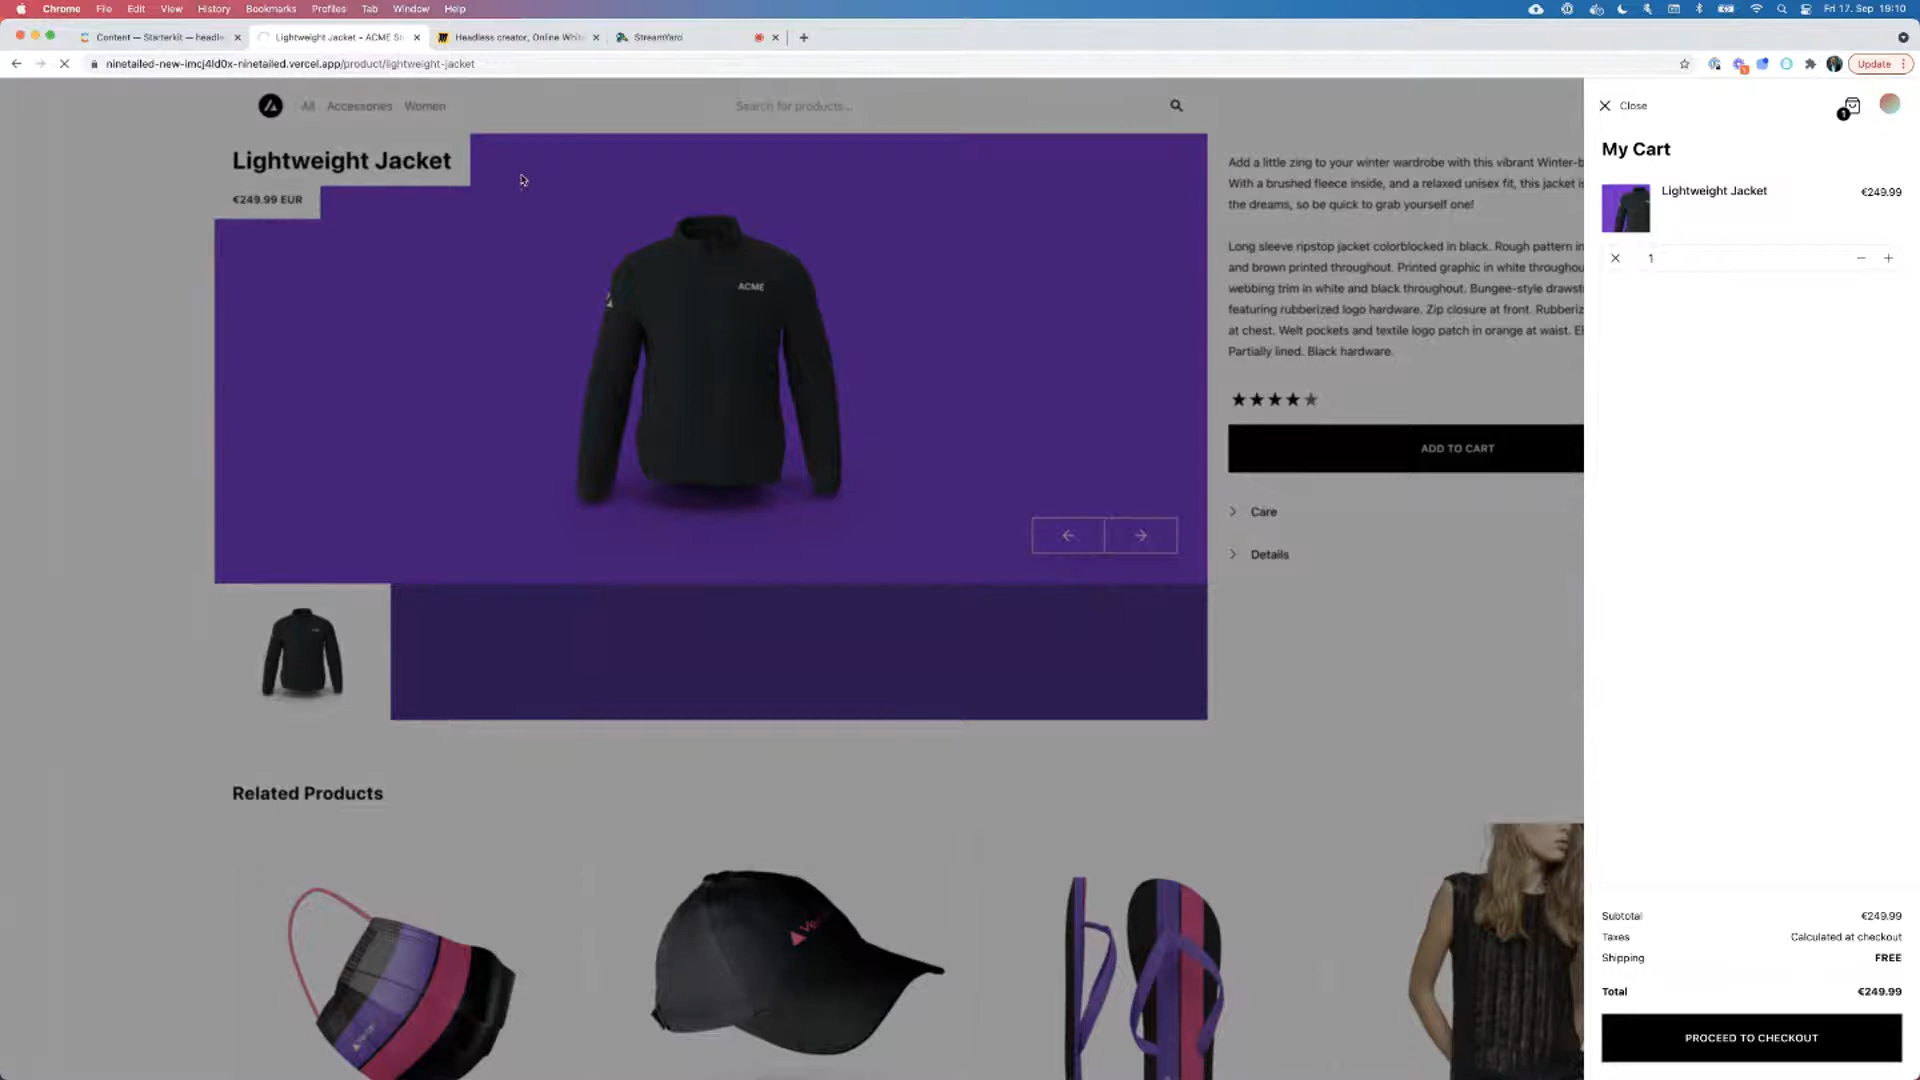 Chrome File Edit View History Bookmarks Profiles Tab Window Help
Fri 17. Sep 19:10
Content — Starterkit — headle
Lightweight Jacket - ACME St
Headless creator, Online Whit
StreamYard
ninetailed-new-imcj4ld0x-ninetailed.vercel.app/product/lightweight-jacket
Update
All Accessories Women
Search for products...
Close
1
My Cart
Lightweight Jacket
€249.99 EUR
ACME
Add a little zing to your winter wardrobe with this vibrant Winter-b
With a brushed fleece inside, and a relaxed unisex fit, this jacket is
the dreams, so be quick to grab yourself one!
Long sleeve ripstop jacket colorblocked in black. Rough pattern in
and brown printed throughout. Printed graphic in white throughou
webbing trim in white and black throughout. Bungee-style drawst
featuring rubberized logo hardware. Zip closure at front. Rubberiz
at chest. Welt pockets and textile logo patch in orange at waist. El
Partially lined. Black hardware.
ADD TO CART
Care
Details
Lightweight Jacket
€249.99
1
Related Products
Subtotal
€249.99
Taxes
Calculated at checkout
Shipping
FREE
Total
€249.99
PROCEED TO CHECKOUT